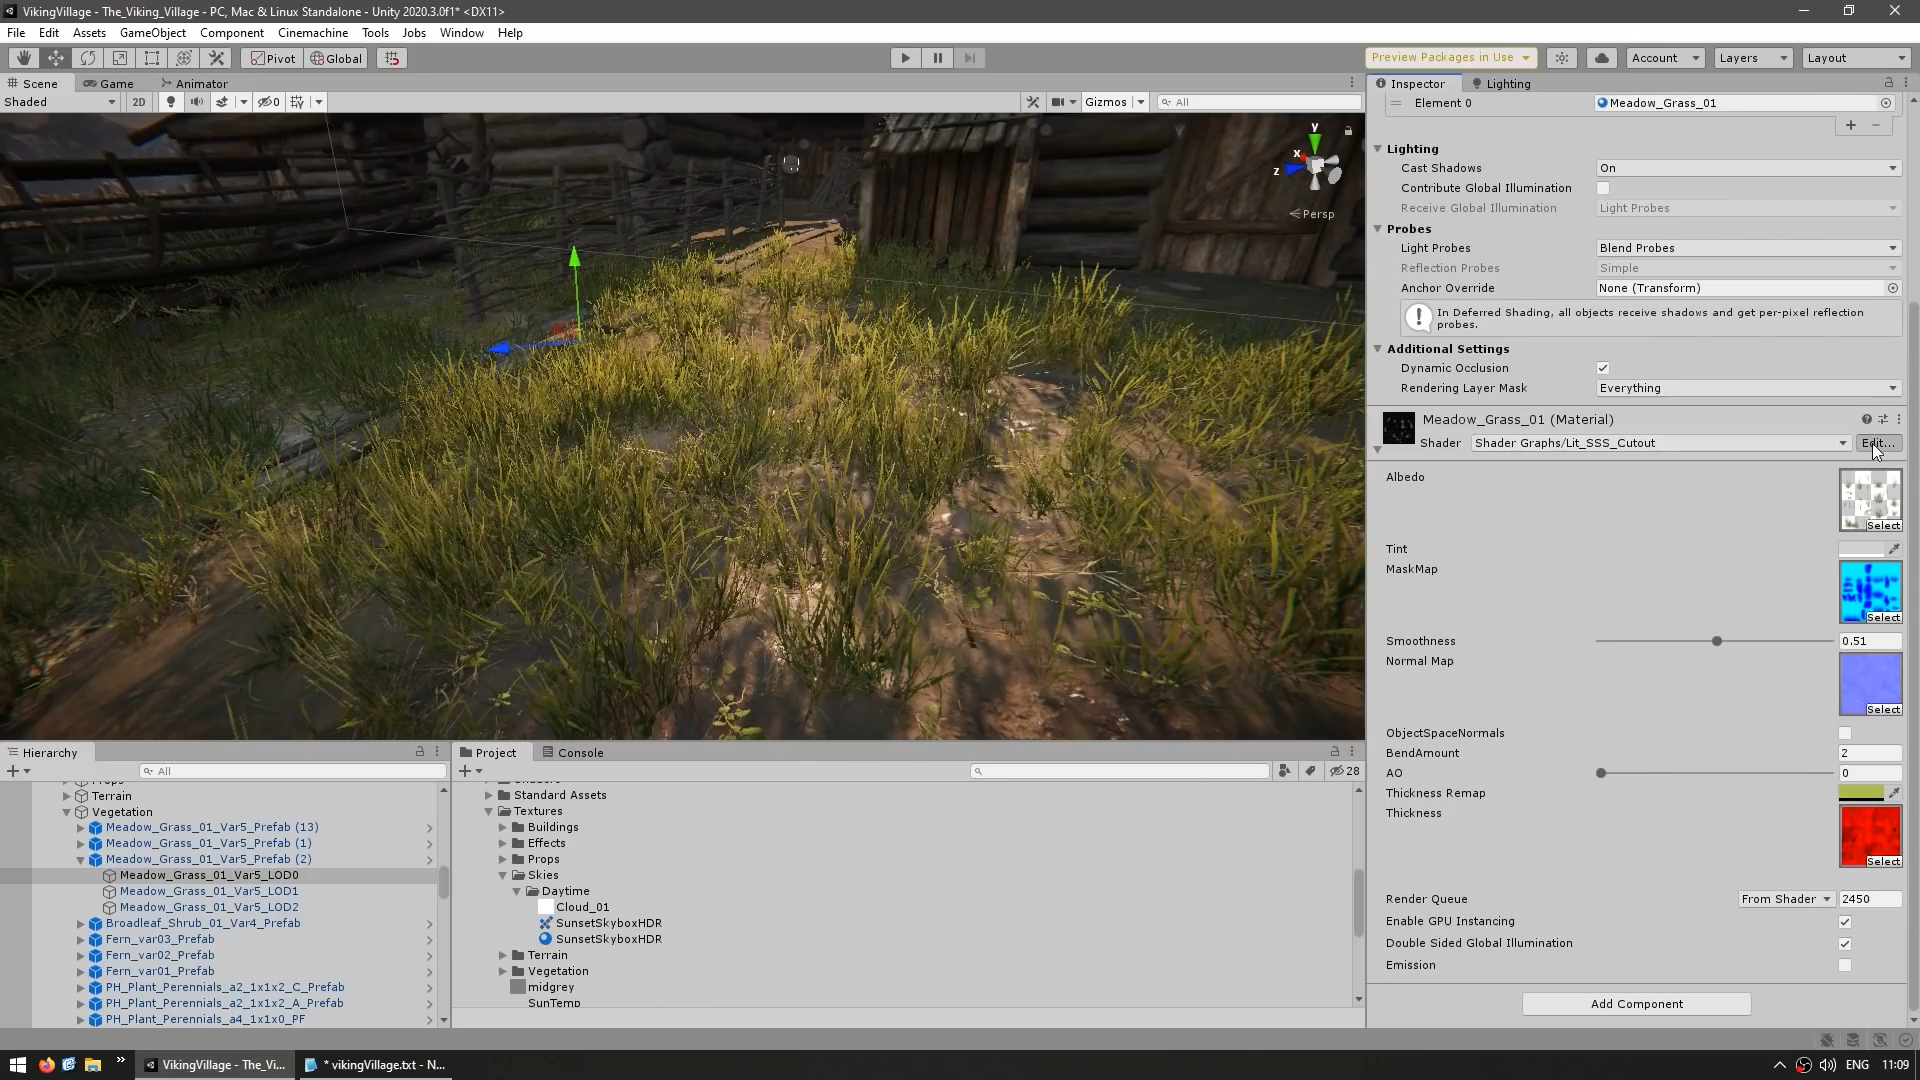 VikingVillage - The_Viking_Village - PC, Mac & Linux Standalone - Unity 2020.3.0f1* <DX11>
File Edit Assets GameObject Component Cinemachine Tools Jobs Window Help
Pivot Global Preview Packages in Use Account Layers Layout
Scene Game Animator
Shaded 2D 0 Gizmos All
y
x
z
Persp
Inspector Lighting
Element 0 Meadow_Grass_01
Lighting
Cast Shadows On
Contribute Global Illumination
Receive Global Illumination Light Probes
Probes
Light Probes Blend Probes
Reflection Probes Simple
Anchor Override None (Transform)
In Deferred Shading, all objects receive shadows and get per-pixel reflection
probes.
Additional Settings
Dynamic Occlusion
Rendering Layer Mask Everything
Meadow_Grass_01 (Material)
Shader Shader Graphs/Lit_SSS_Cutout Edit...
Albedo
Select
Tint
MaskMap
Select
Smoothness 0.51
Normal Map
Select
ObjectSpaceNormals
BendAmount 2
AO 0
Thickness Remap
Thickness
Select
Render Queue From Shader 2450
Enable GPU Instancing
Double Sided Global Illumination
Emission
Add Component
Hierarchy
All
Props
Terrain
Vegetation
Meadow_Grass_01_Var5_Prefab (13)
Meadow_Grass_01_Var5_Prefab (1)
Meadow_Grass_01_Var5_Prefab (2)
Meadow_Grass_01_Var5_LOD0
Meadow_Grass_01_Var5_LOD1
Meadow_Grass_01_Var5_LOD2
Broadleaf_Shrub_01_Var4_Prefab
Fern_var03_Prefab
Fern_var02_Prefab
Fern_var01_Prefab
PH_Plant_Perennials_a2_1x1x2_C_Prefab
PH_Plant_Perennials_a2_1x1x2_A_Prefab
PH_Plant_Perennials_a4_1x1x0_PF
Project Console
28
Standard Assets
Textures
Buildings
Effects
Props
Skies
Daytime
Cloud_01
SunsetSkyboxHDR
SunsetSkyboxHDR
Terrain
Vegetation
midgrey
SunTemp
VikingVillage - The_Vi... * vikingVillage.txt - N... ENG 11:09